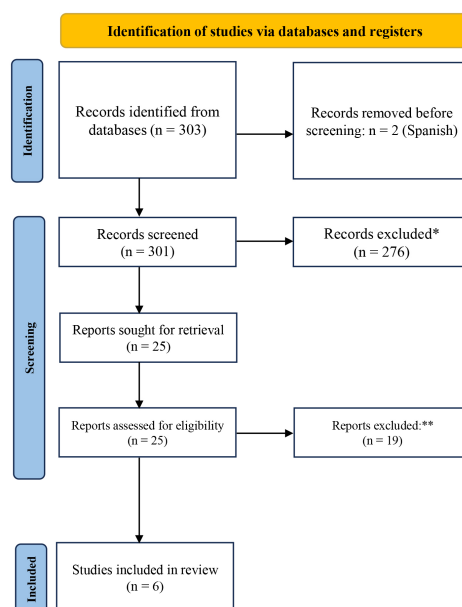 Identification of studies via databases and registers
Identification
Records identified from
databases (n = 303)
Records removed before
screening: n = 2 (Spanish)
Screening
Records screened
(n = 301)
Records excluded*
(n = 276)
Reports sought for retrieval
(n = 25)
Reports assessed for eligibility
(n = 25)
Reports excluded:**
(n = 19)
Included
Studies included in review
(n = 6)